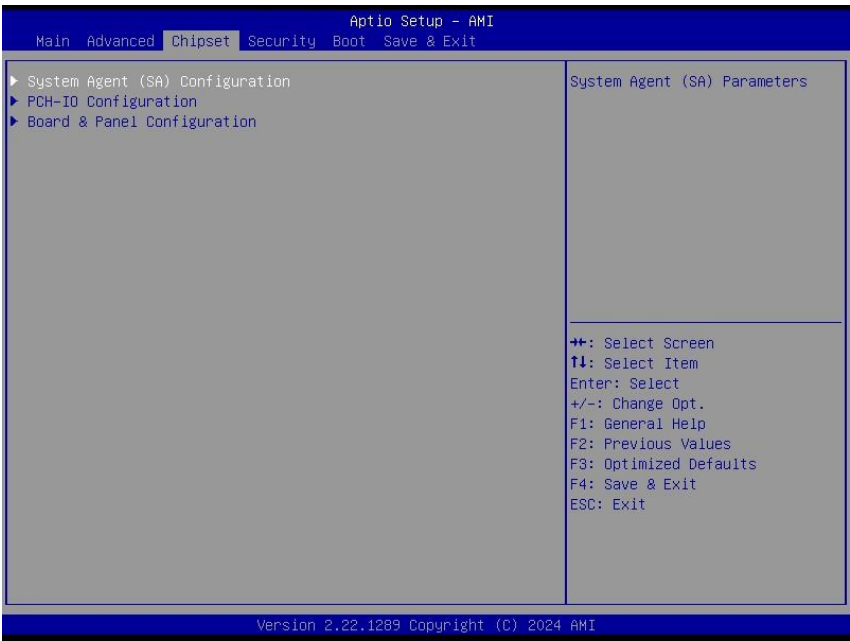 Aptio Setup - AMI
Main Advanced Chipset Security Boot Save & Exit
▶ System Agent (SA) Configuration
▶ PCH-IO Configuration
▶ Board & Panel Configuration
System Agent (SA) Parameters
→←: Select Screen
↑↓: Select Item
Enter: Select
+/-: Change Opt.
F1: General Help
F2: Previous Values
F3: Optimized Defaults
F4: Save & Exit
ESC: Exit
Version 2.22.1289 Copyright (C) 2024 AMI